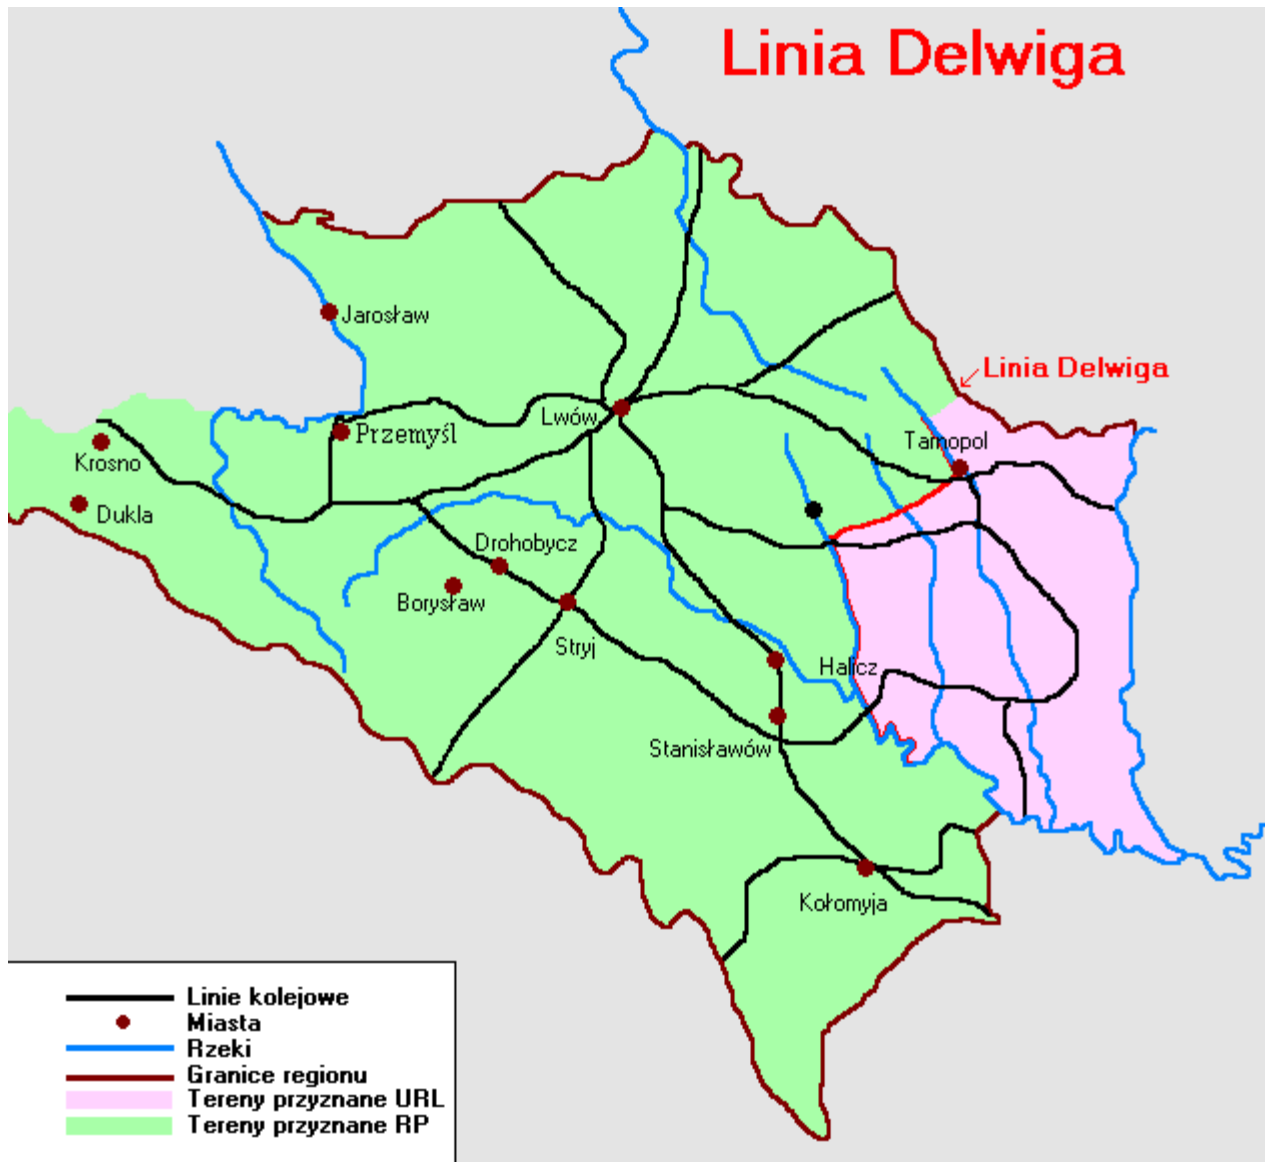 Linia Delwiga
Jarosław
Linia Delwiga
Lwów
Przemyśl
Tarnopol
Krosno
Dukla
Drohobycz
Borysław
Stryj
Halicz
Stanisławów
Kołomyja
Linie kolejowe
Miasta
Rzeki
Granice regionu
Tereny przyznane URL
Tereny przyznane RP